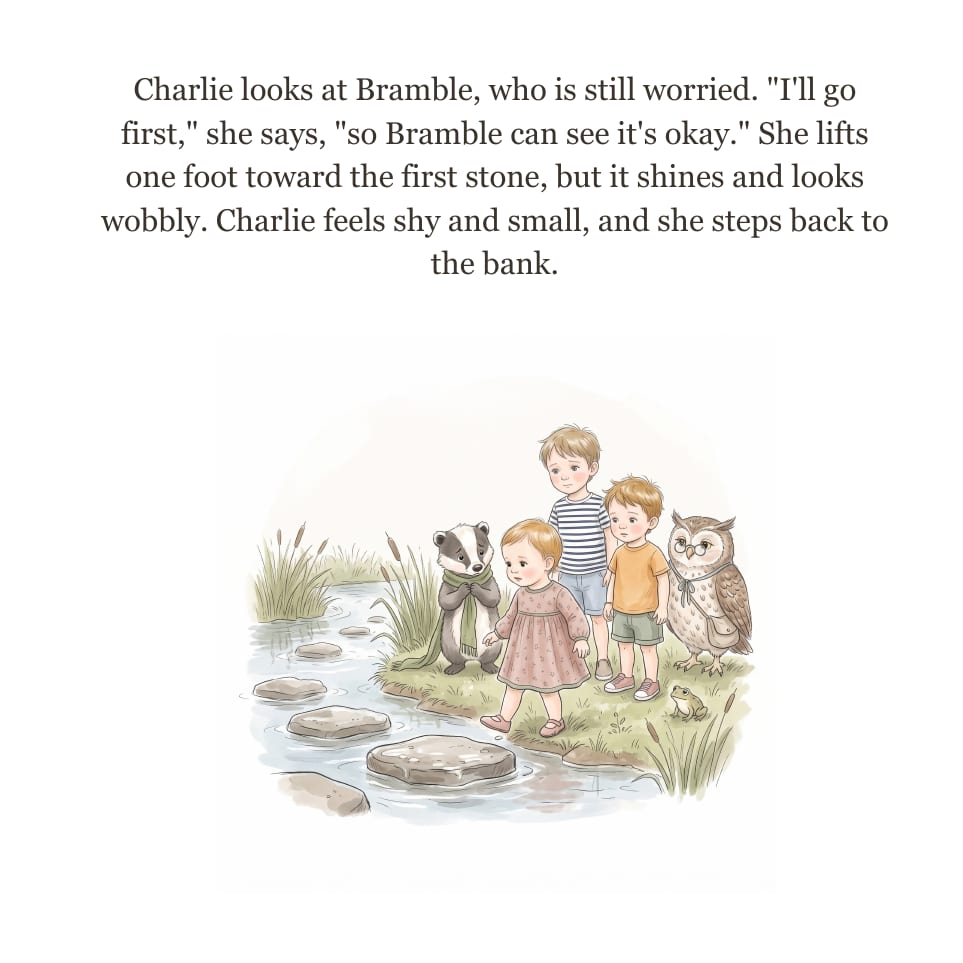 Charlie looks at Bramble, who is still worried. "I'll go
first," she says, "so Bramble can see it's okay." She lifts
one foot toward the first stone, but it shines and looks
wobbly. Charlie feels shy and small, and she steps back to
the bank.